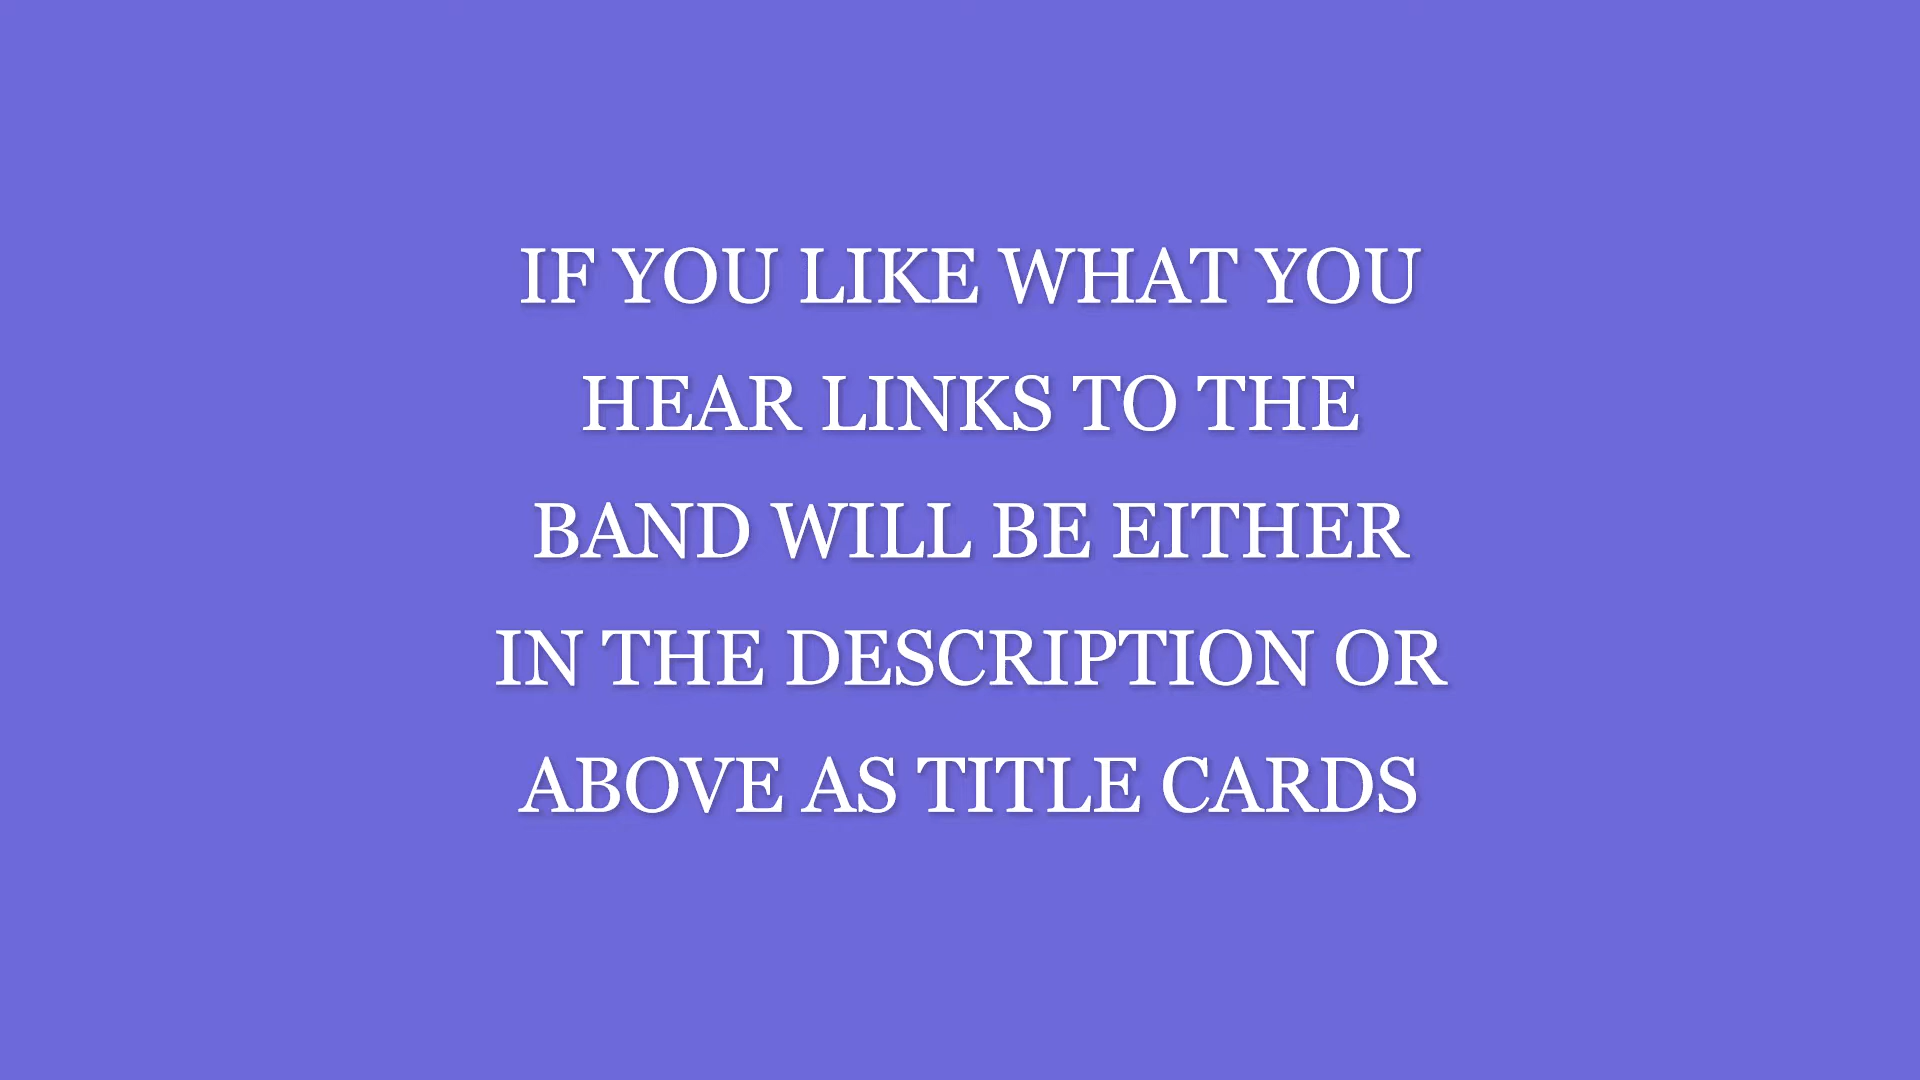 IF YOU LIKE WHAT YOU
HEAR LINKS TO THE
BAND WILL BE EITHER
IN THE DESCRIPTION OR
ABOVE AS TITLE CARDS